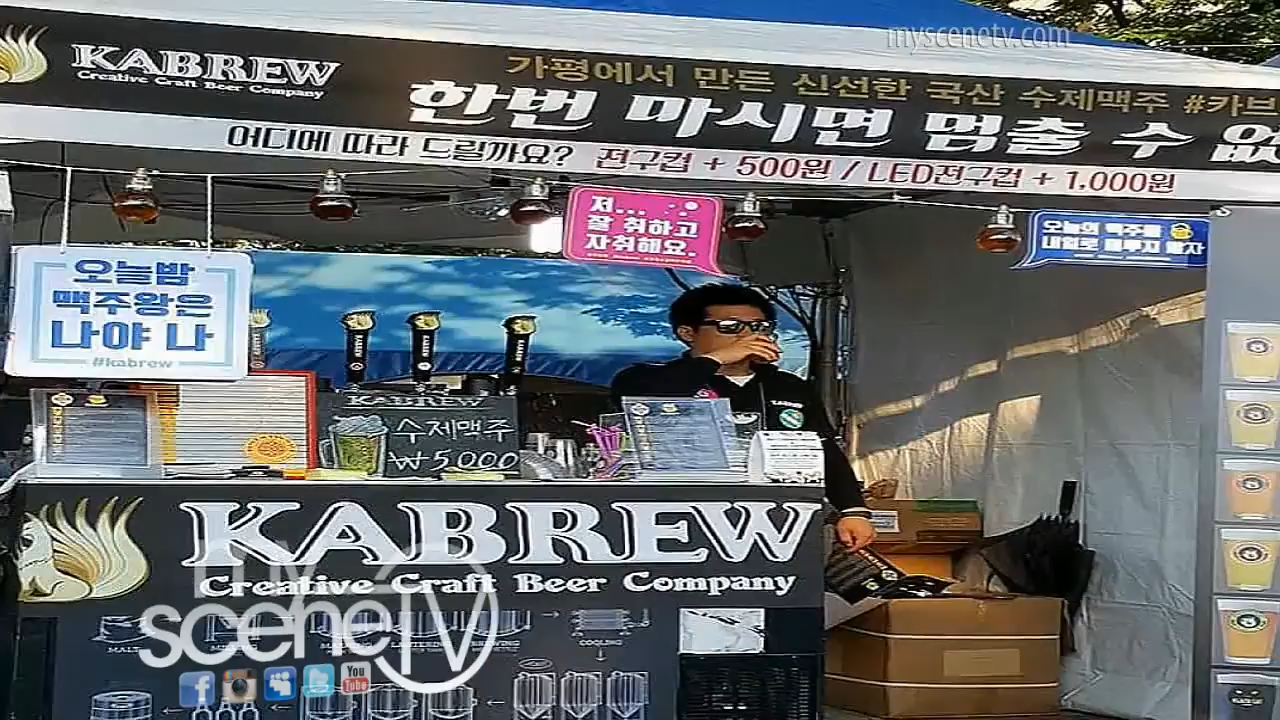 myscenetv.com
KABREW
Creative Craft Beer Company
가평에서 만든 신선한 국산 수제맥주 #카브
한번 마시면 멈출 수 없
어디에 따라 드릴까요? 전구컵 + 500원 / LED전구컵 + 1.000원
저...
잘 취하고
자취해요.
오늘의 맥주를
내일로 미루지 말자
오늘밤
맥주왕은
나야 나
#kabrew
KABREW
수제맥주
₩5000
KABREW
Creative Craft Beer Company
my
sceneTV
MALT
COOLING
f
You
Tube